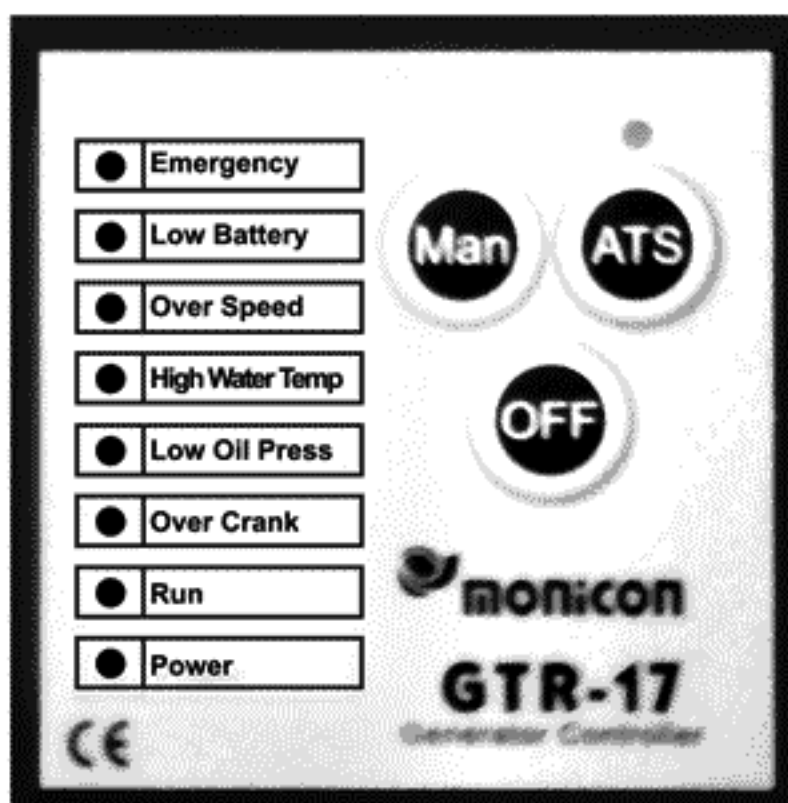 Emergency
Low Battery
Over Speed
High Water Temp
Low Oil Press
Over Crank
Run
Power
Man
ATS
OFF
monicon
GTR-17
Generator Controller
CE